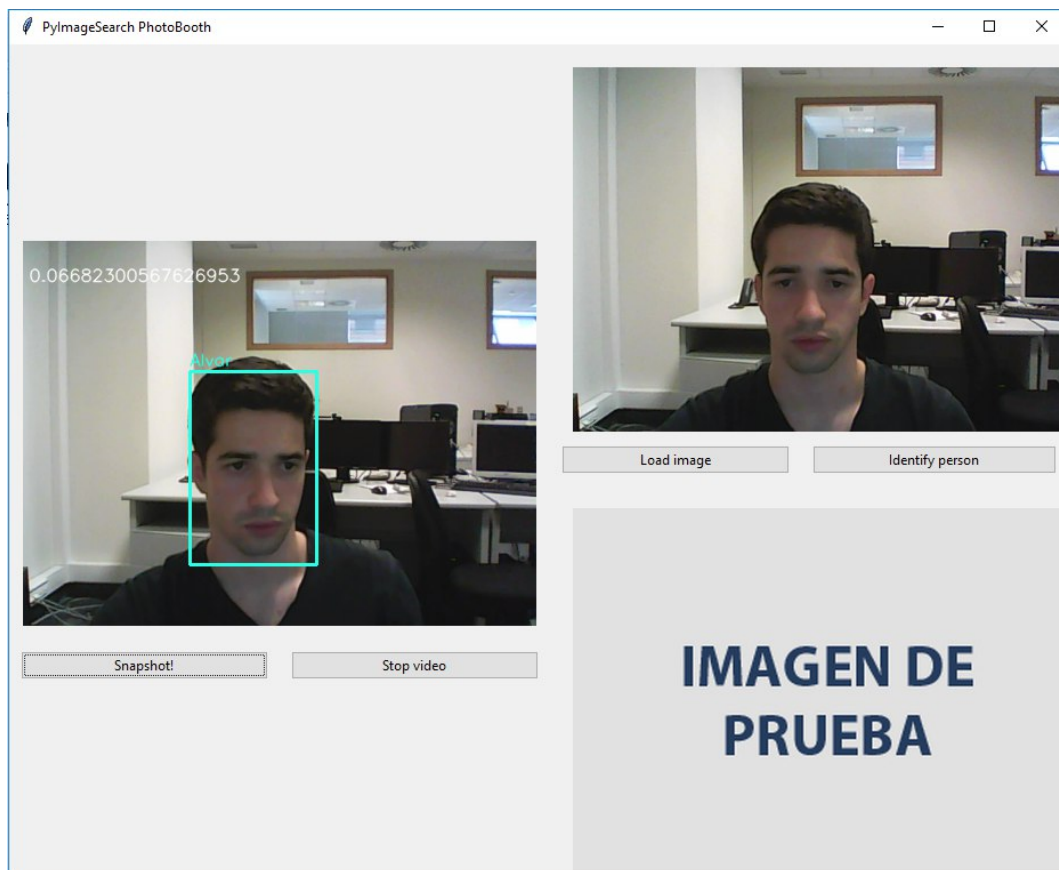 PyImageSearch PhotoBooth
0.06682300567626953
Alvor
Snapshot!
Stop video
Load image
Identify person
IMAGEN DE
PRUEBA